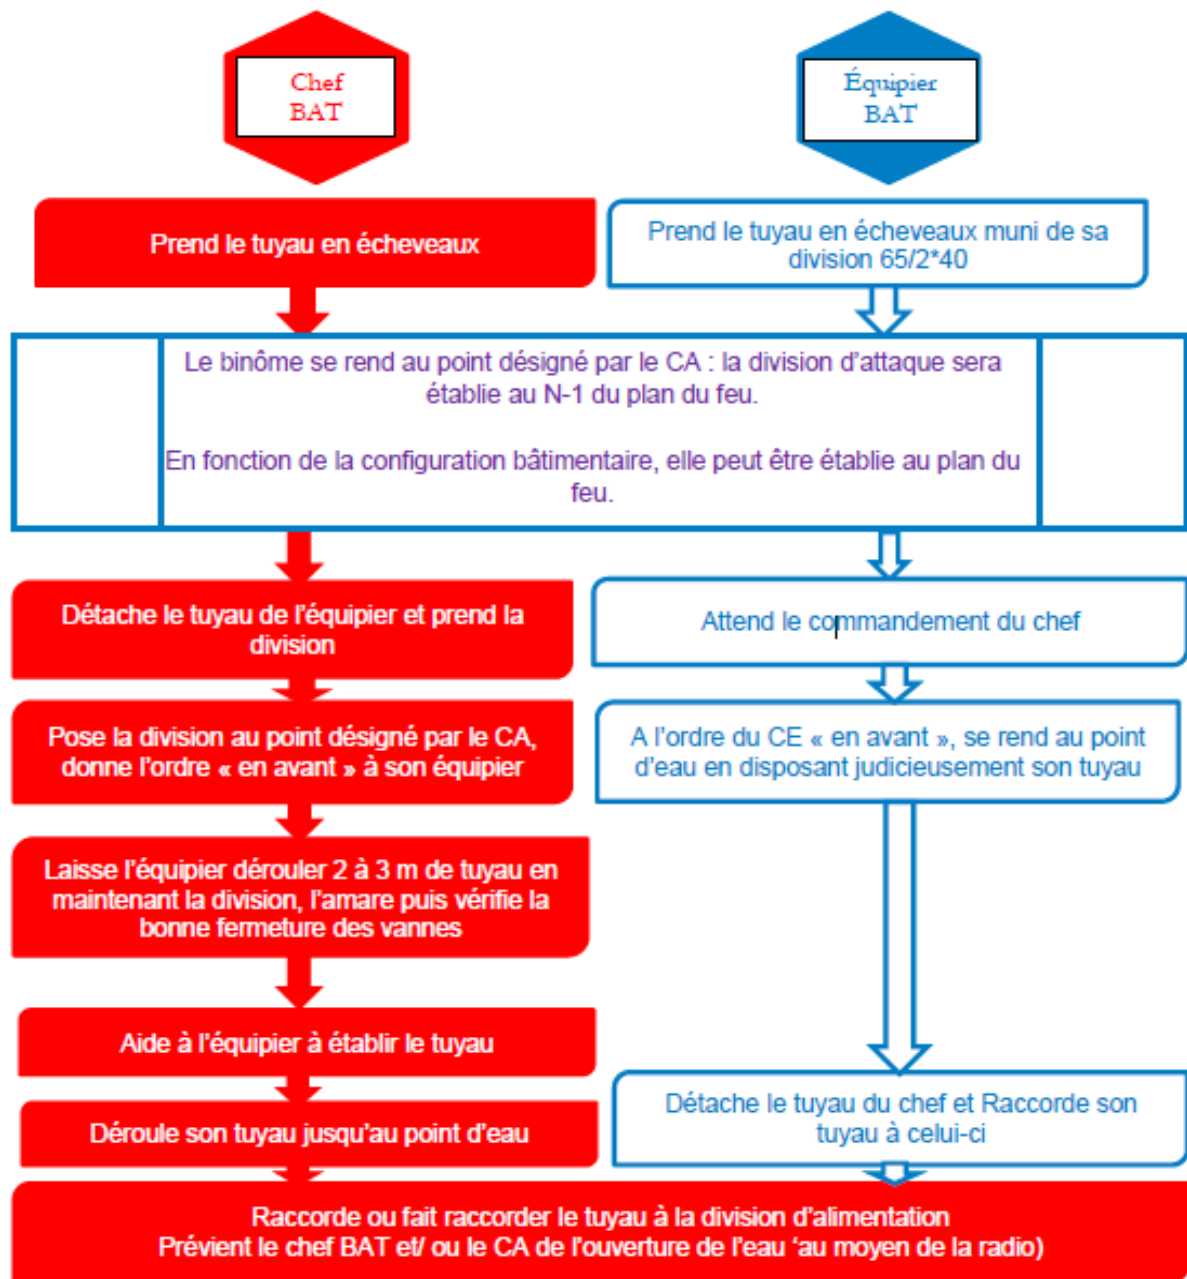 Chef
BAT
Équipier
BAT
Prend le tuyau en écheveaux
Prend le tuyau en écheveaux muni de sa
division 65/2*40
Le binôme se rend au point désigné par le CA : la division d'attaque sera
établie au N-1 du plan du feu.
En fonction de la configuration bâtimentaire, elle peut être établie au plan du
feu.
Détache le tuyau de l'équipier et prend la
division
Attend le commandement du chef
Pose la division au point désigné par le CA,
donne l'ordre « en avant » à son équipier
A l'ordre du CE « en avant », se rend au point
d'eau en disposant judicieusement son tuyau
Laisse l'équipier dérouler 2 à 3 m de tuyau en
maintenant la division, l'amare puis vérifie la
bonne fermeture des vannes
Aide à l'équipier à établir le tuyau
Déroule son tuyau jusqu'au point d'eau
Détache le tuyau du chef et Raccorde son
tuyau à celui-ci
Raccorde ou fait raccorder le tuyau à la division d'alimentation
Prévient le chef BAT et/ ou le CA de l'ouverture de l'eau 'au moyen de la radio)